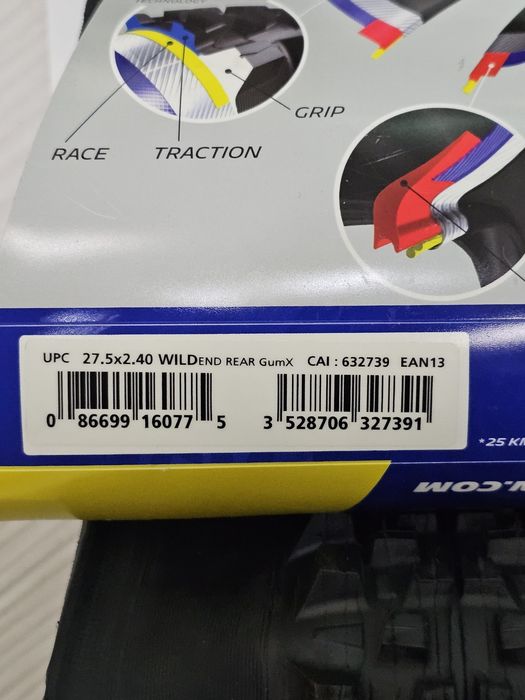 TECHNOLOGY
GRIP
RACE TRACTION
UPC 27.5x2.40 WILDEND REAR GumX CAI : 632739 EAN13
0 86699 16077 5 3 528706 327391
*25 KM
N.COM